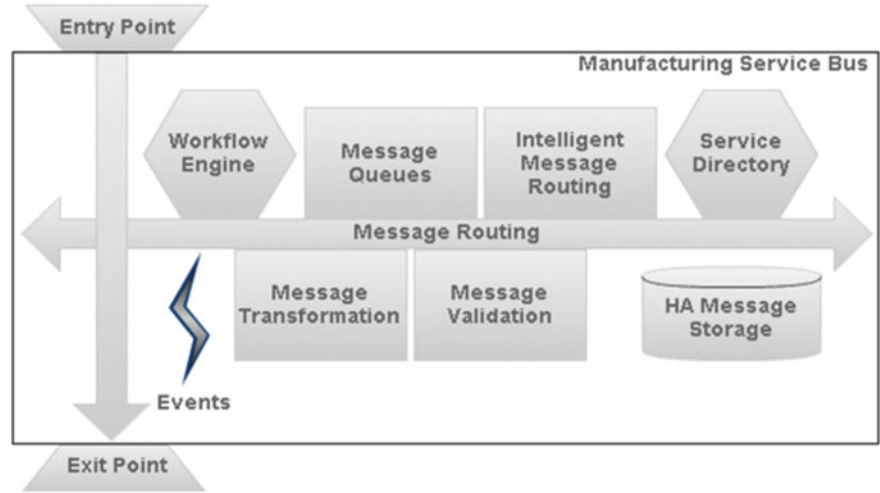 Entry Point
Manufacturing Service Bus
Workflow
Engine
Message
Queues
Intelligent
Message
Routing
Service
Directory
Message Routing
Message
Transformation
Message
Validation
HA Message
Storage
Events
Exit Point